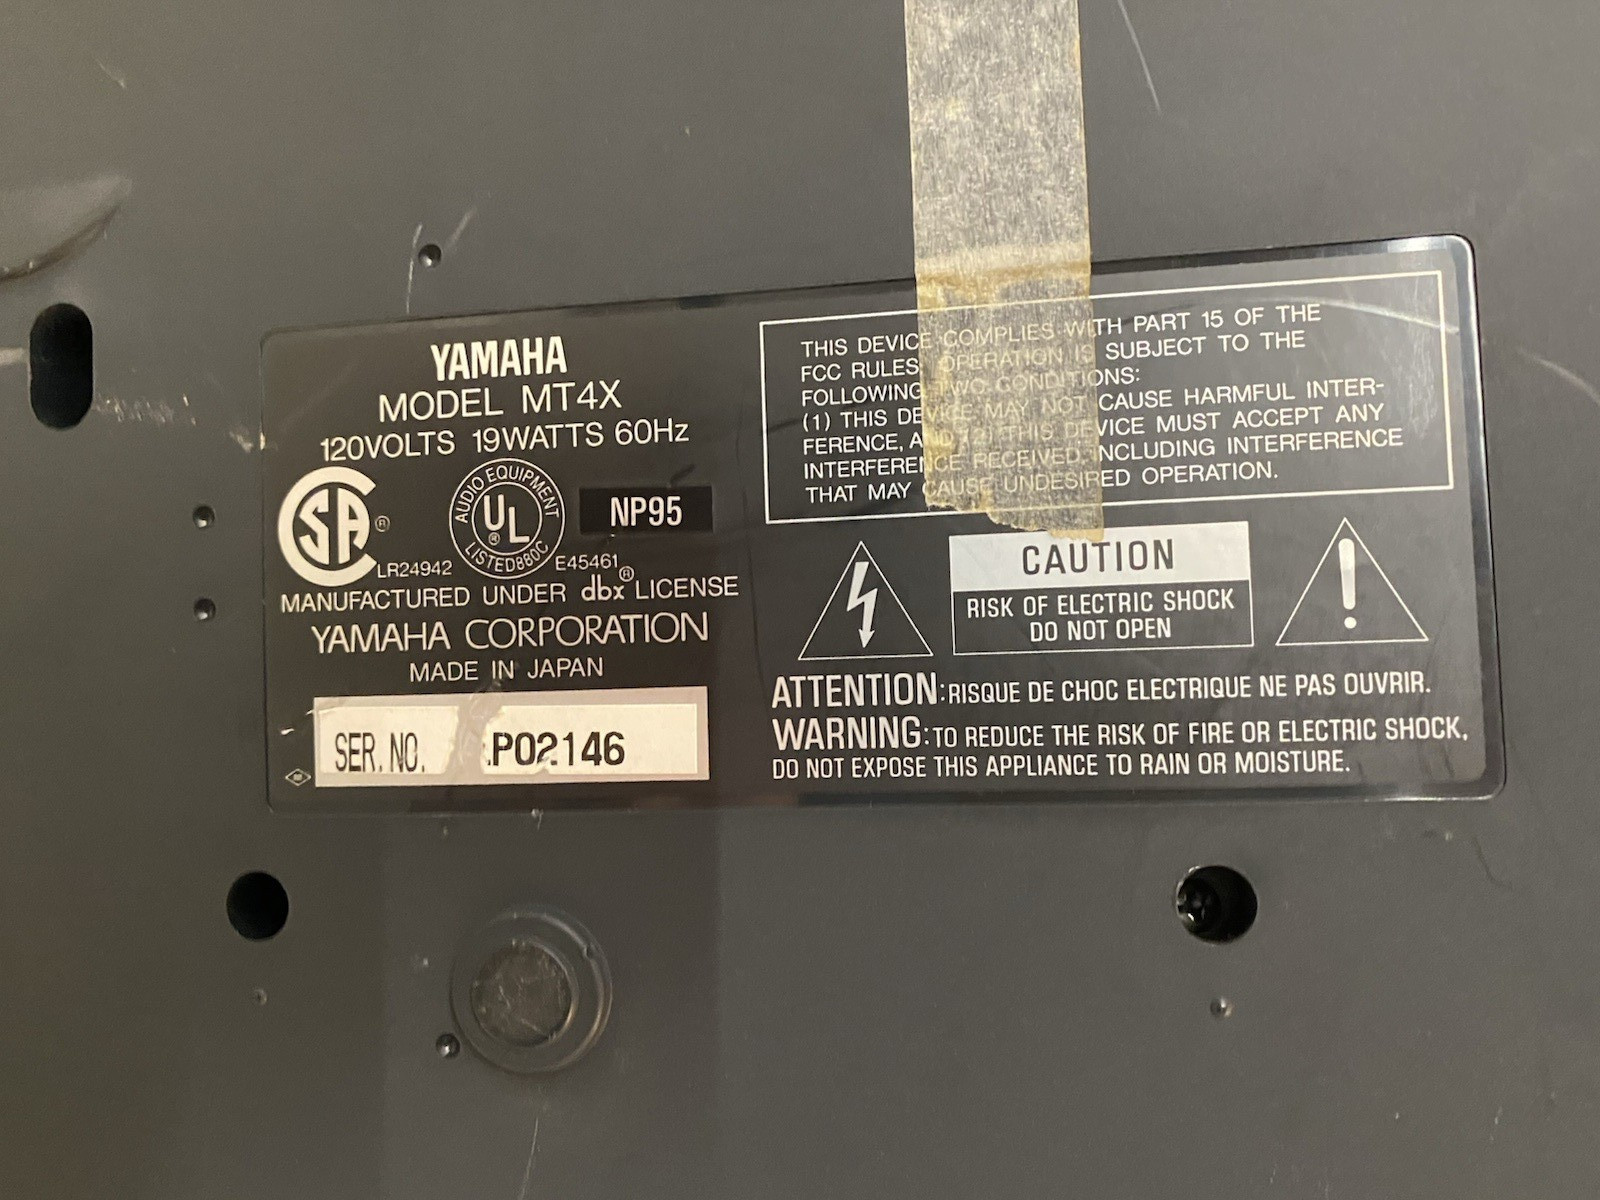 YAMAHA
MODEL MT4X
120VOLTS 19WATTS 60Hz
SA ®
LR24942
AUDIO EQUIPMENT
UL ®
LISTED 880C
E45461
NP95
MANUFACTURED UNDER dbx® LICENSE
YAMAHA CORPORATION
MADE IN JAPAN
SER. NO. P02146
THIS DEVICE COMPLIES WITH PART 15 OF THE
FCC RULES. OPERATION IS SUBJECT TO THE
FOLLOWING TWO CONDITIONS:
(1) THIS DEVICE MAY NOT CAUSE HARMFUL INTER-
FERENCE, AND (2) THIS DEVICE MUST ACCEPT ANY
INTERFERENCE RECEIVED, INCLUDING INTERFERENCE
THAT MAY CAUSE UNDESIRED OPERATION.
CAUTION
RISK OF ELECTRIC SHOCK
DO NOT OPEN
ATTENTION: RISQUE DE CHOC ELECTRIQUE NE PAS OUVRIR.
WARNING: TO REDUCE THE RISK OF FIRE OR ELECTRIC SHOCK,
DO NOT EXPOSE THIS APPLIANCE TO RAIN OR MOISTURE.